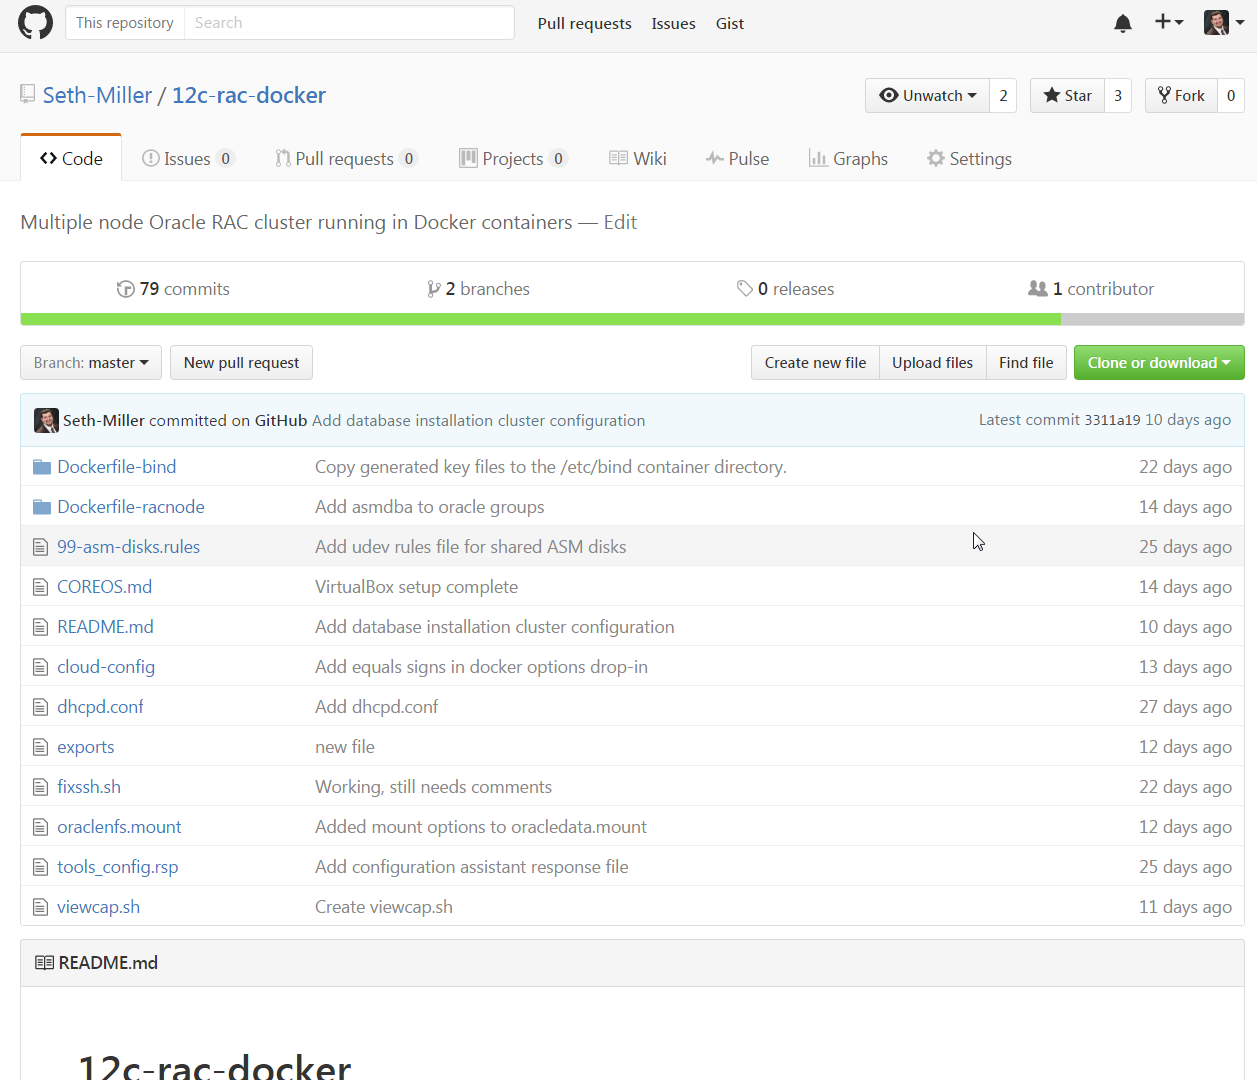 This repository Search Pull requests Issues Gist
Seth-Miller / 12c-rac-docker Unwatch 2 Star 3 Fork 0
Code Issues 0 Pull requests 0 Projects 0 Wiki Pulse Graphs Settings
Multiple node Oracle RAC cluster running in Docker containers — Edit
79 commits 2 branches 0 releases 1 contributor
Branch: master New pull request Create new file Upload files Find file Clone or download
Seth-Miller committed on GitHub Add database installation cluster configuration Latest commit 3311a19 10 days ago
Dockerfile-bind Copy generated key files to the /etc/bind container directory. 22 days ago
Dockerfile-racnode Add asmdba to oracle groups 14 days ago
99-asm-disks.rules Add udev rules file for shared ASM disks 25 days ago
COREOS.md VirtualBox setup complete 14 days ago
README.md Add database installation cluster configuration 10 days ago
cloud-config Add equals signs in docker options drop-in 13 days ago
dhcpd.conf Add dhcpd.conf 27 days ago
exports new file 12 days ago
fixssh.sh Working, still needs comments 22 days ago
oraclenfs.mount Added mount options to oracledata.mount 12 days ago
tools_config.rsp Add configuration assistant response file 25 days ago
viewcap.sh Create viewcap.sh 11 days ago
README.md
12c-rac-docker